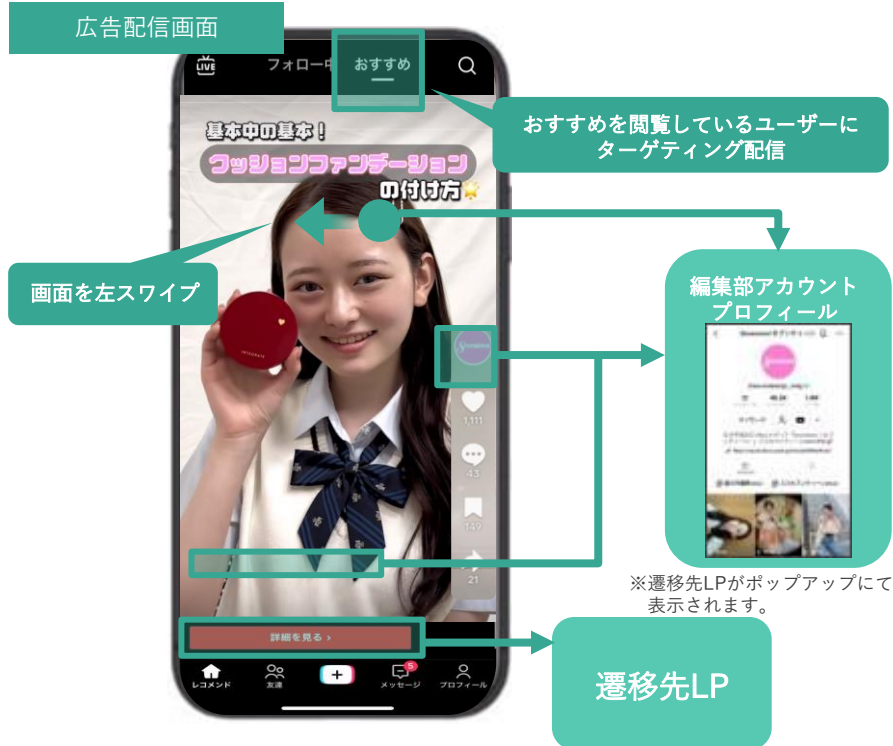 広告配信画面
LIVE
フォロー中
おすすめ
基本中の基本!
クッションファンデーション
の付け方
おすすめを閲覧しているユーザーに
ターゲティング配信
画面を左スワイプ
編集部アカウント
プロフィール
INTEGRATE
1,111
43
149
21
※遷移先LPがポップアップにて
表示されます。
詳細を見る ›
遷移先LP
レコメンド
友達
5
メッセージ
プロフィール